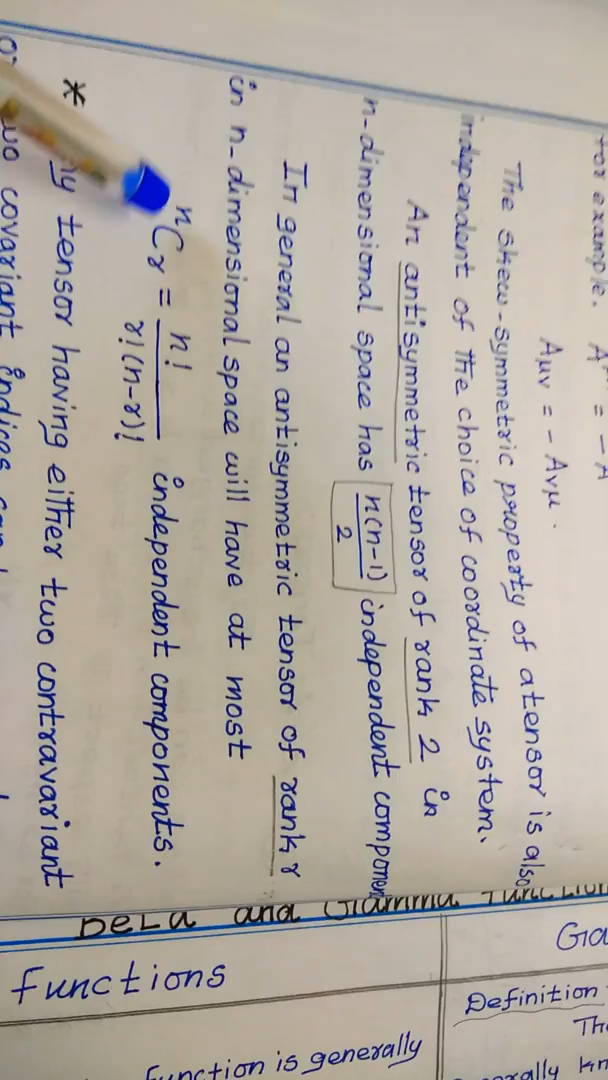 for example.
Aμν = - Aνμ.
The skew-symmetric property of a tensor is also
independent of the choice of coordinate system.
An antisymmetric tensor of rank 2 in
n-dimensional space has n(n-1)/2 independent
In general an antisymmetric tensor of rank r
in n-dimensional space will have at most
nCr = n!/r!(n-r)! independent components.
* tensor having either two contravariant
covariant indices
and
Functions
Function is generally
Definition